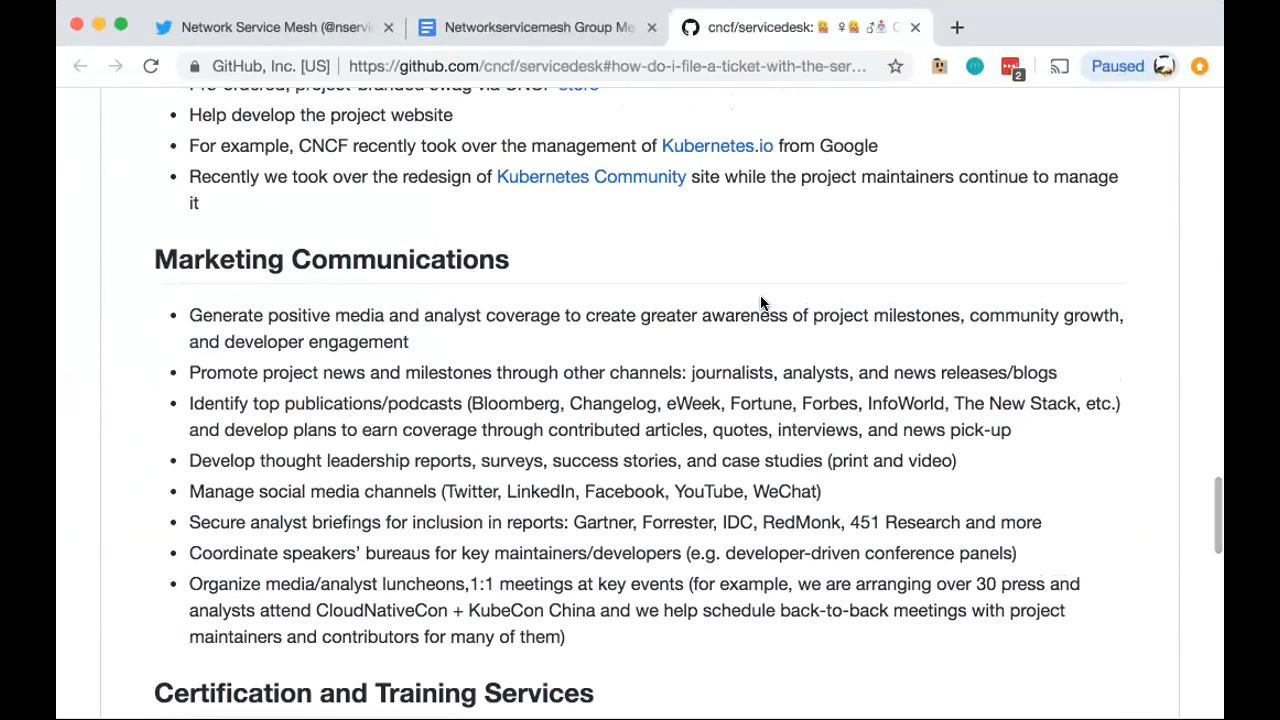 Network Service Mesh (@nservi
Networkservicemesh Group Me
cncf/servicedesk:
GitHub, Inc. [US]
https://github.com/cncf/servicedesk#how-do-i-file-a-ticket-with-the-ser...
2
Paused
Pre-ordered, project-branded swag via CNCF store
• Help develop the project website
• For example, CNCF recently took over the management of Kubernetes.io from Google
• Recently we took over the redesign of Kubernetes Community site while the project maintainers continue to manage
it
Marketing Communications
• Generate positive media and analyst coverage to create greater awareness of project milestones, community growth,
and developer engagement
• Promote project news and milestones through other channels: journalists, analysts, and news releases/blogs
• Identify top publications/podcasts (Bloomberg, Changelog, eWeek, Fortune, Forbes, InfoWorld, The New Stack, etc.)
and develop plans to earn coverage through contributed articles, quotes, interviews, and news pick-up
• Develop thought leadership reports, surveys, success stories, and case studies (print and video)
• Manage social media channels (Twitter, LinkedIn, Facebook, YouTube, WeChat)
• Secure analyst briefings for inclusion in reports: Gartner, Forrester, IDC, RedMonk, 451 Research and more
• Coordinate speakers’ bureaus for key maintainers/developers (e.g. developer-driven conference panels)
• Organize media/analyst luncheons,1:1 meetings at key events (for example, we are arranging over 30 press and
analysts attend CloudNativeCon + KubeCon China and we help schedule back-to-back meetings with project
maintainers and contributors for many of them)
Certification and Training Services